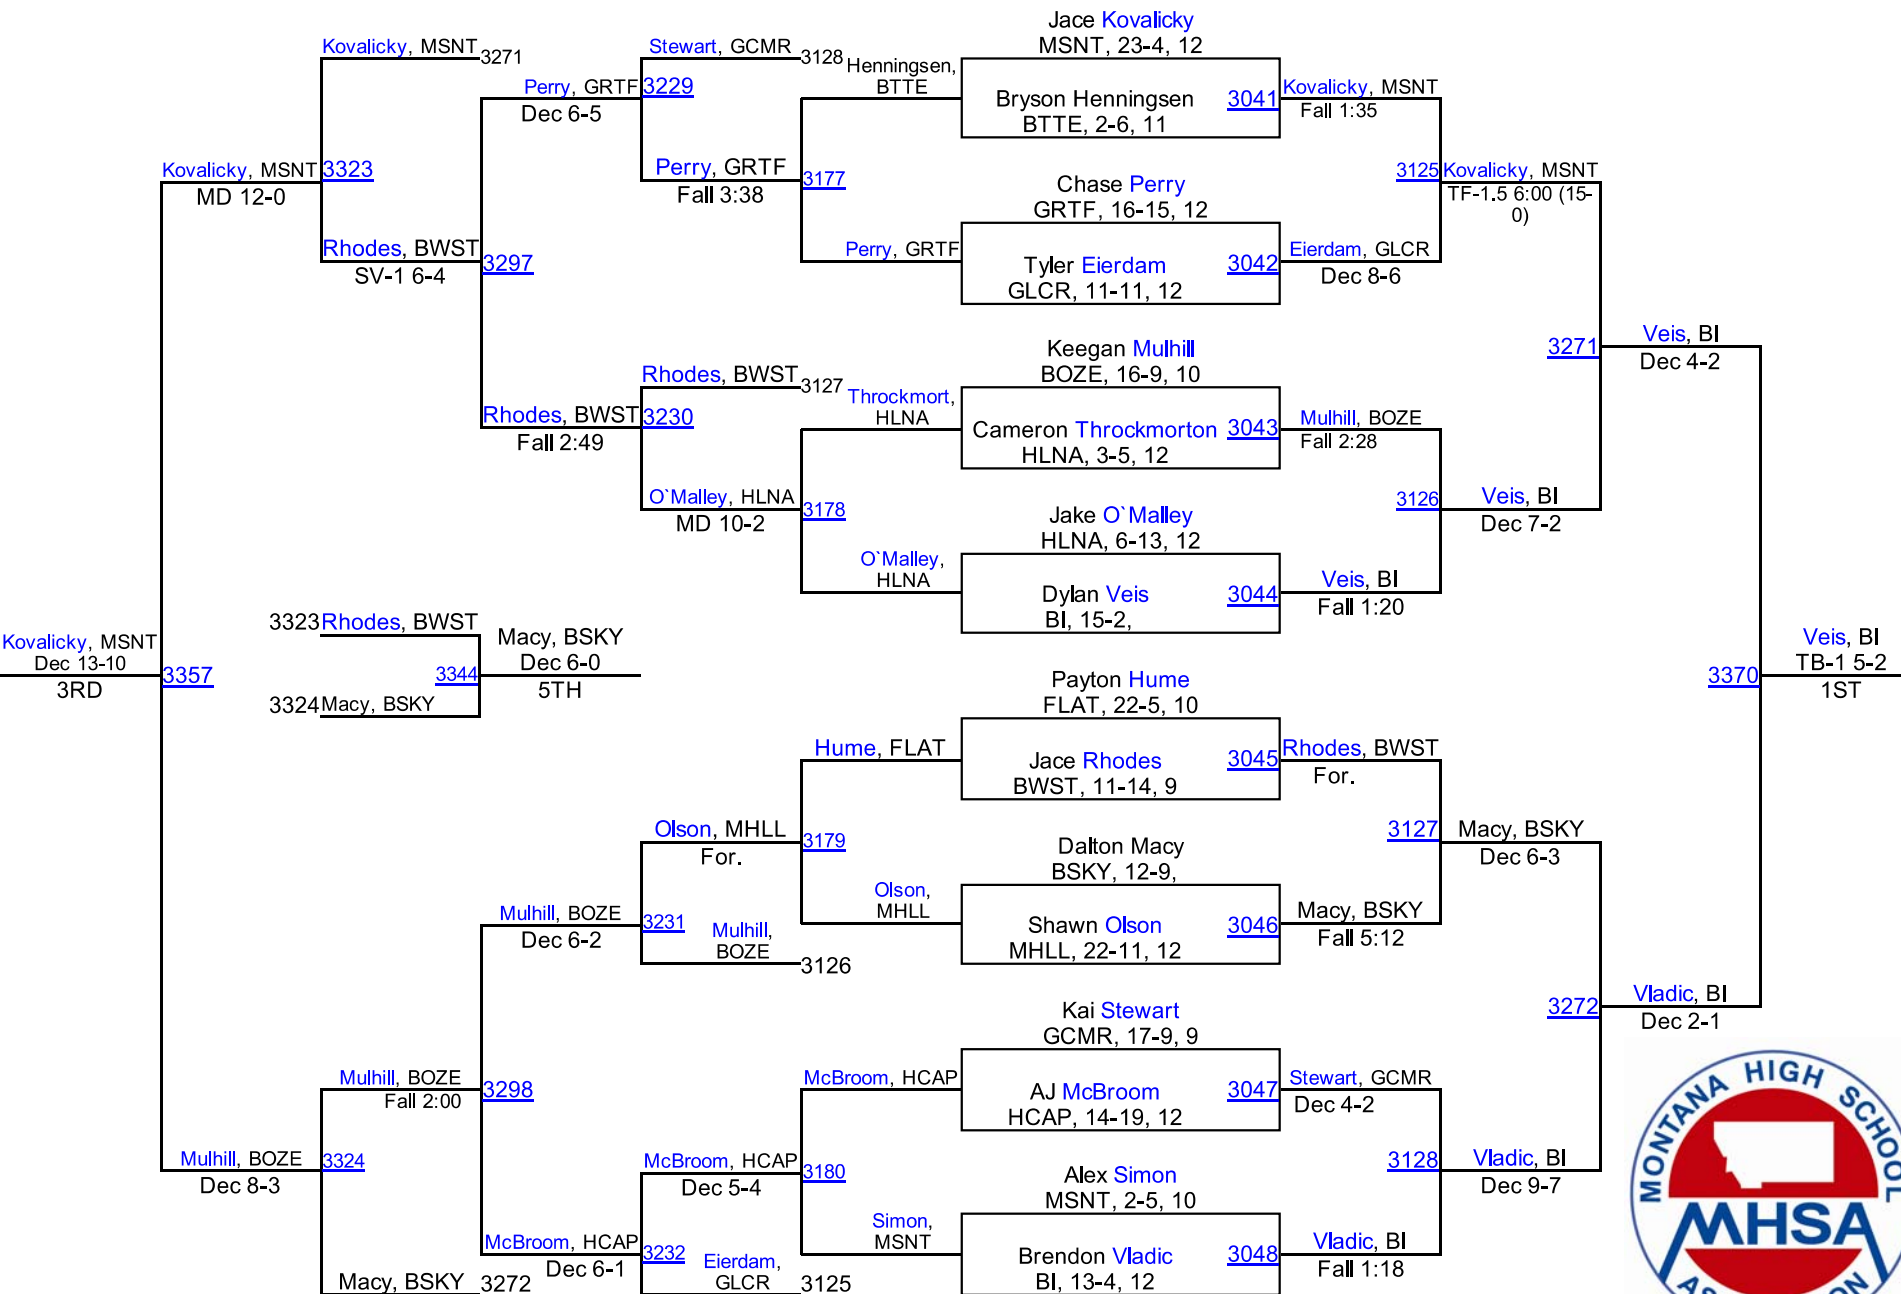 Jace Kovalicky
MSNT, 23-4, 12
Bryson Henningsen
BTTE, 2-6, 11
3041
Chase Perry
GRTF, 16-15, 12
Tyler Eierdam
GLCR, 11-11, 12
3042
Keegan Mulhill
BOZE, 16-9, 10
Cameron Throckmorton
HLNA, 3-5, 12
3043
Jake O`Malley
HLNA, 6-13, 12
Dylan Veis
BI, 15-2,
3044
Payton Hume
FLAT, 22-5, 10
Jace Rhodes
BWST, 11-14, 9
3045
Dalton Macy
BSKY, 12-9,
Shawn Olson
MHLL, 22-11, 12
3046
Kai Stewart
GCMR, 17-9, 9
AJ McBroom
HCAP, 14-19, 12
3047
Alex Simon
MSNT, 2-5, 10
Brendon Vladic
BI, 13-4, 12
3048
Kovalicky, MSNT
Fall 1:35
Eierdam, GLCR
Dec 8-6
Mulhill, BOZE
Fall 2:28
Veis, BI
Fall 1:20
Rhodes, BWST
For.
Macy, BSKY
Fall 5:12
Stewart, GCMR
Dec 4-2
Vladic, BI
Fall 1:18
3125
Kovalicky, MSNT
TF-1.5 6:00 (15-
0)
3126
Veis, BI
Dec 7-2
3127
Macy, BSKY
Dec 6-3
3128
Vladic, BI
Dec 9-7
3271
Veis, BI
Dec 4-2
3272
Vladic, BI
Dec 2-1
3370
Veis, BI
TB-1 5-2
1ST
Henningsen,
BTTE
Perry, GRTF
Throckmort,
HLNA
O`Malley,
HLNA
Hume, FLAT
Olson,
MHLL
McBroom, HCAP
Simon,
MSNT
Stewart, GCMR
3128
3177
Perry, GRTF
Fall 3:38
Rhodes, BWST
3127
3178
O`Malley, HLNA
MD 10-2
3179
Olson, MHLL
For.
Mulhill,
BOZE
3126
3180
McBroom, HCAP
Dec 5-4
Eierdam,
GLCR
3125
3229
Perry, GRTF
Dec 6-5
3230
Rhodes, BWST
Fall 2:49
3231
Mulhill, BOZE
Dec 6-2
3232
McBroom, HCAP
Dec 6-1
Kovalicky, MSNT
3271
3297
Rhodes, BWST
SV-1 6-4
3298
Mulhill, BOZE
Fall 2:00
Macy, BSKY
3272
3323
Kovalicky, MSNT
MD 12-0
3324
Mulhill, BOZE
Dec 8-3
3357
Kovalicky, MSNT
Dec 13-10
3RD
3323
Rhodes, BWST
3324
Macy, BSKY
3344
Macy, BSKY
Dec 6-0
5TH
MONTANA HIGH SCHOOL
MHSA